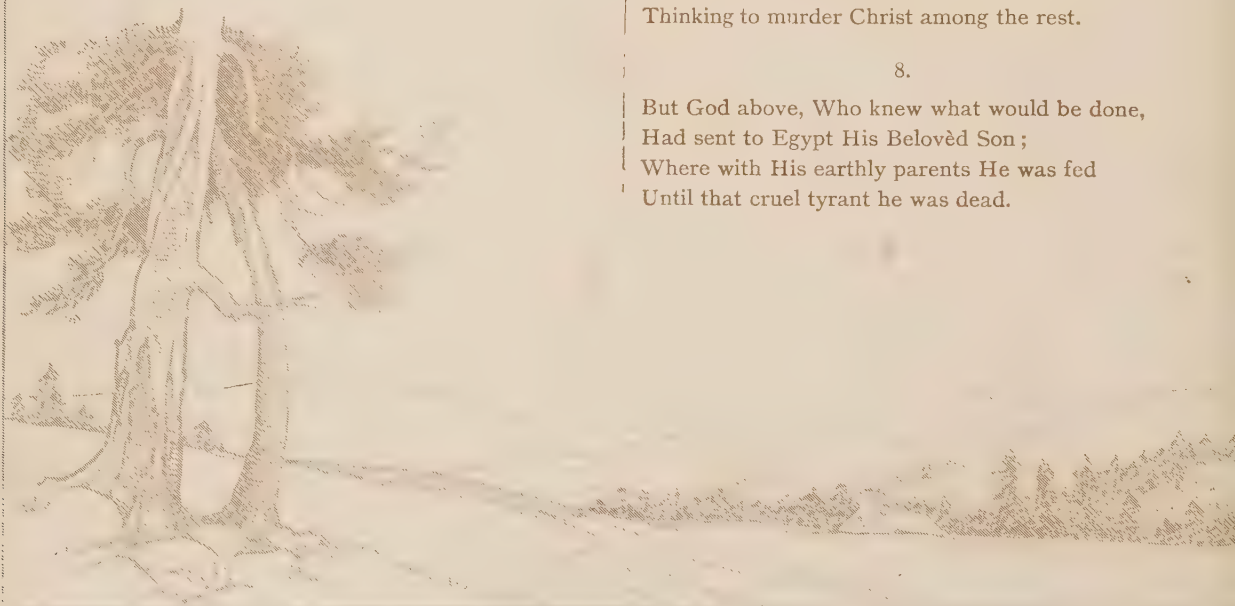 Thinking to murder Christ among the rest.
8.
But God above, Who knew what would be done,
Had sent to Egypt His Belovèd Son;
Where with His earthly parents He was fed
Until that cruel tyrant he was dead.